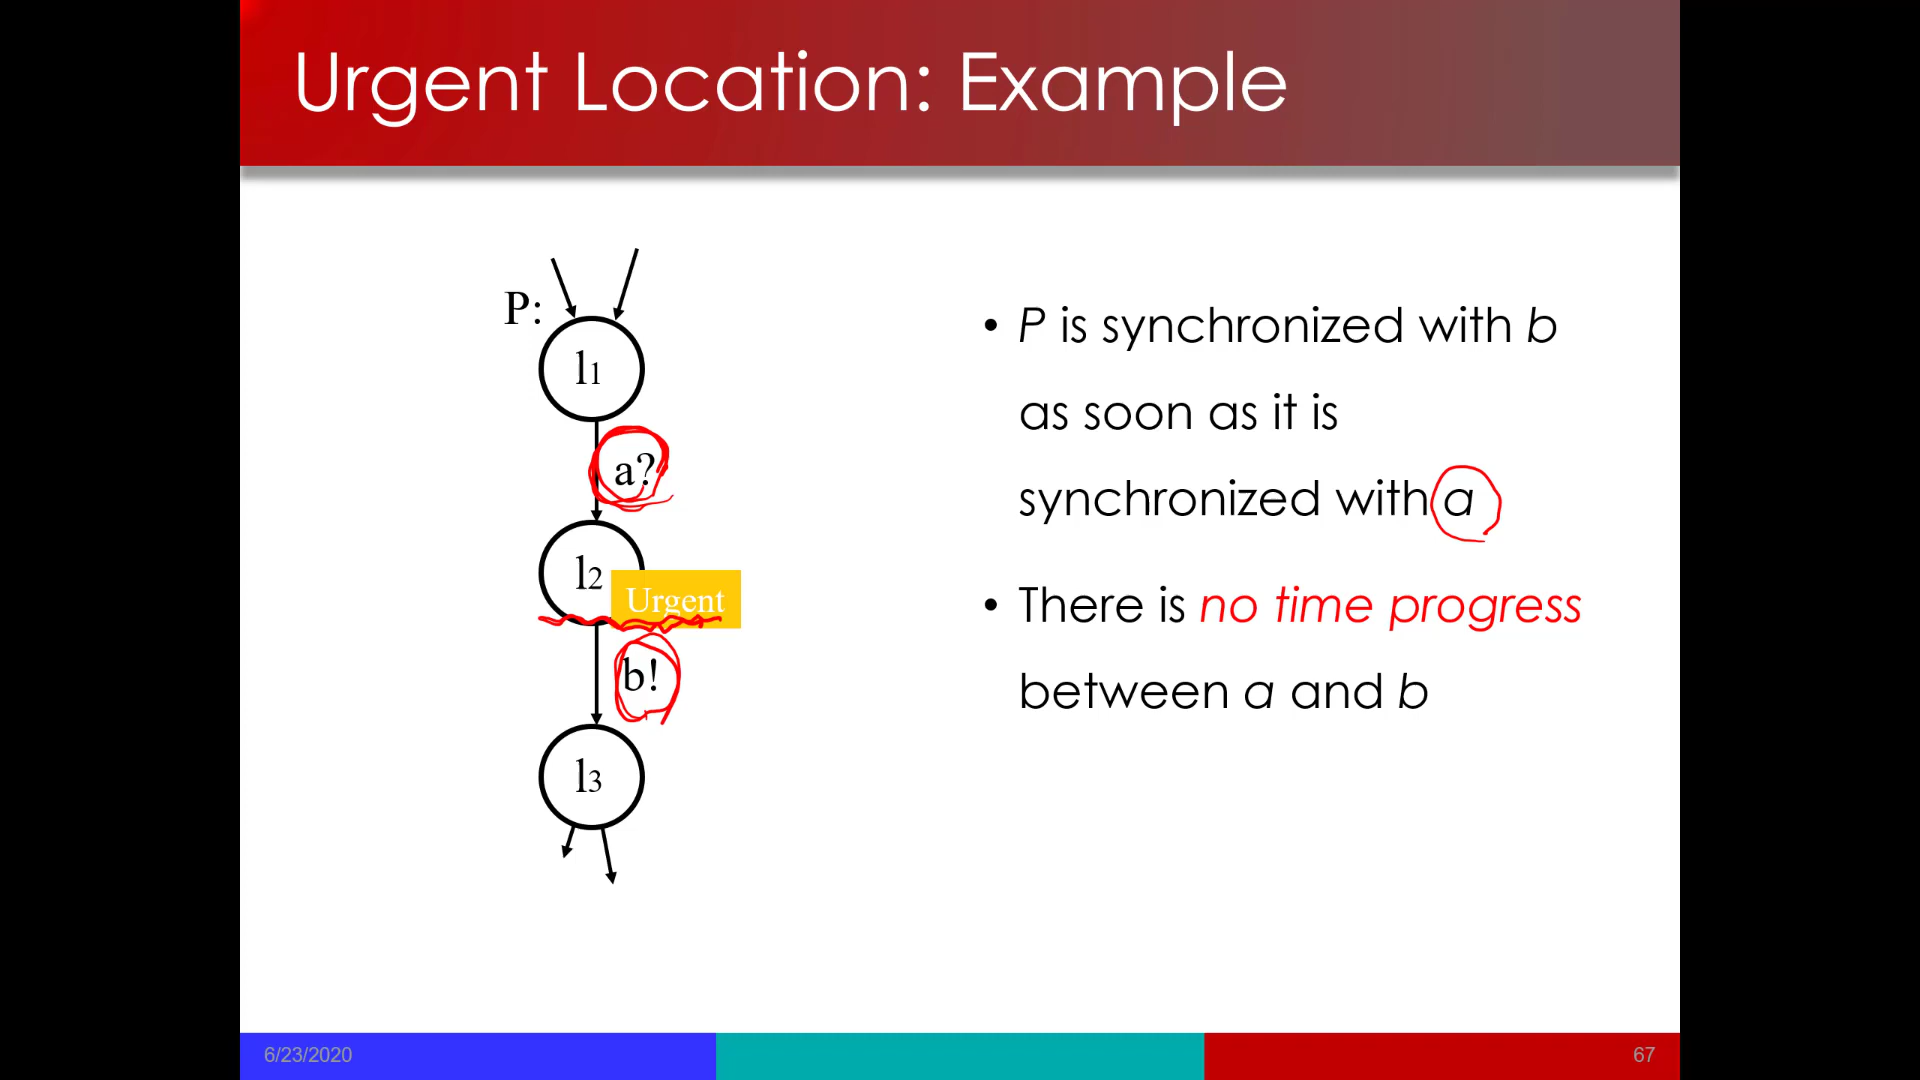 Urgent Location: Example
P:
l1
a?
l2
Urgent
b!
l3
• P is synchronized with b
as soon as it is
synchronized with a
• There is no time progress
between a and b
6/23/2020
67